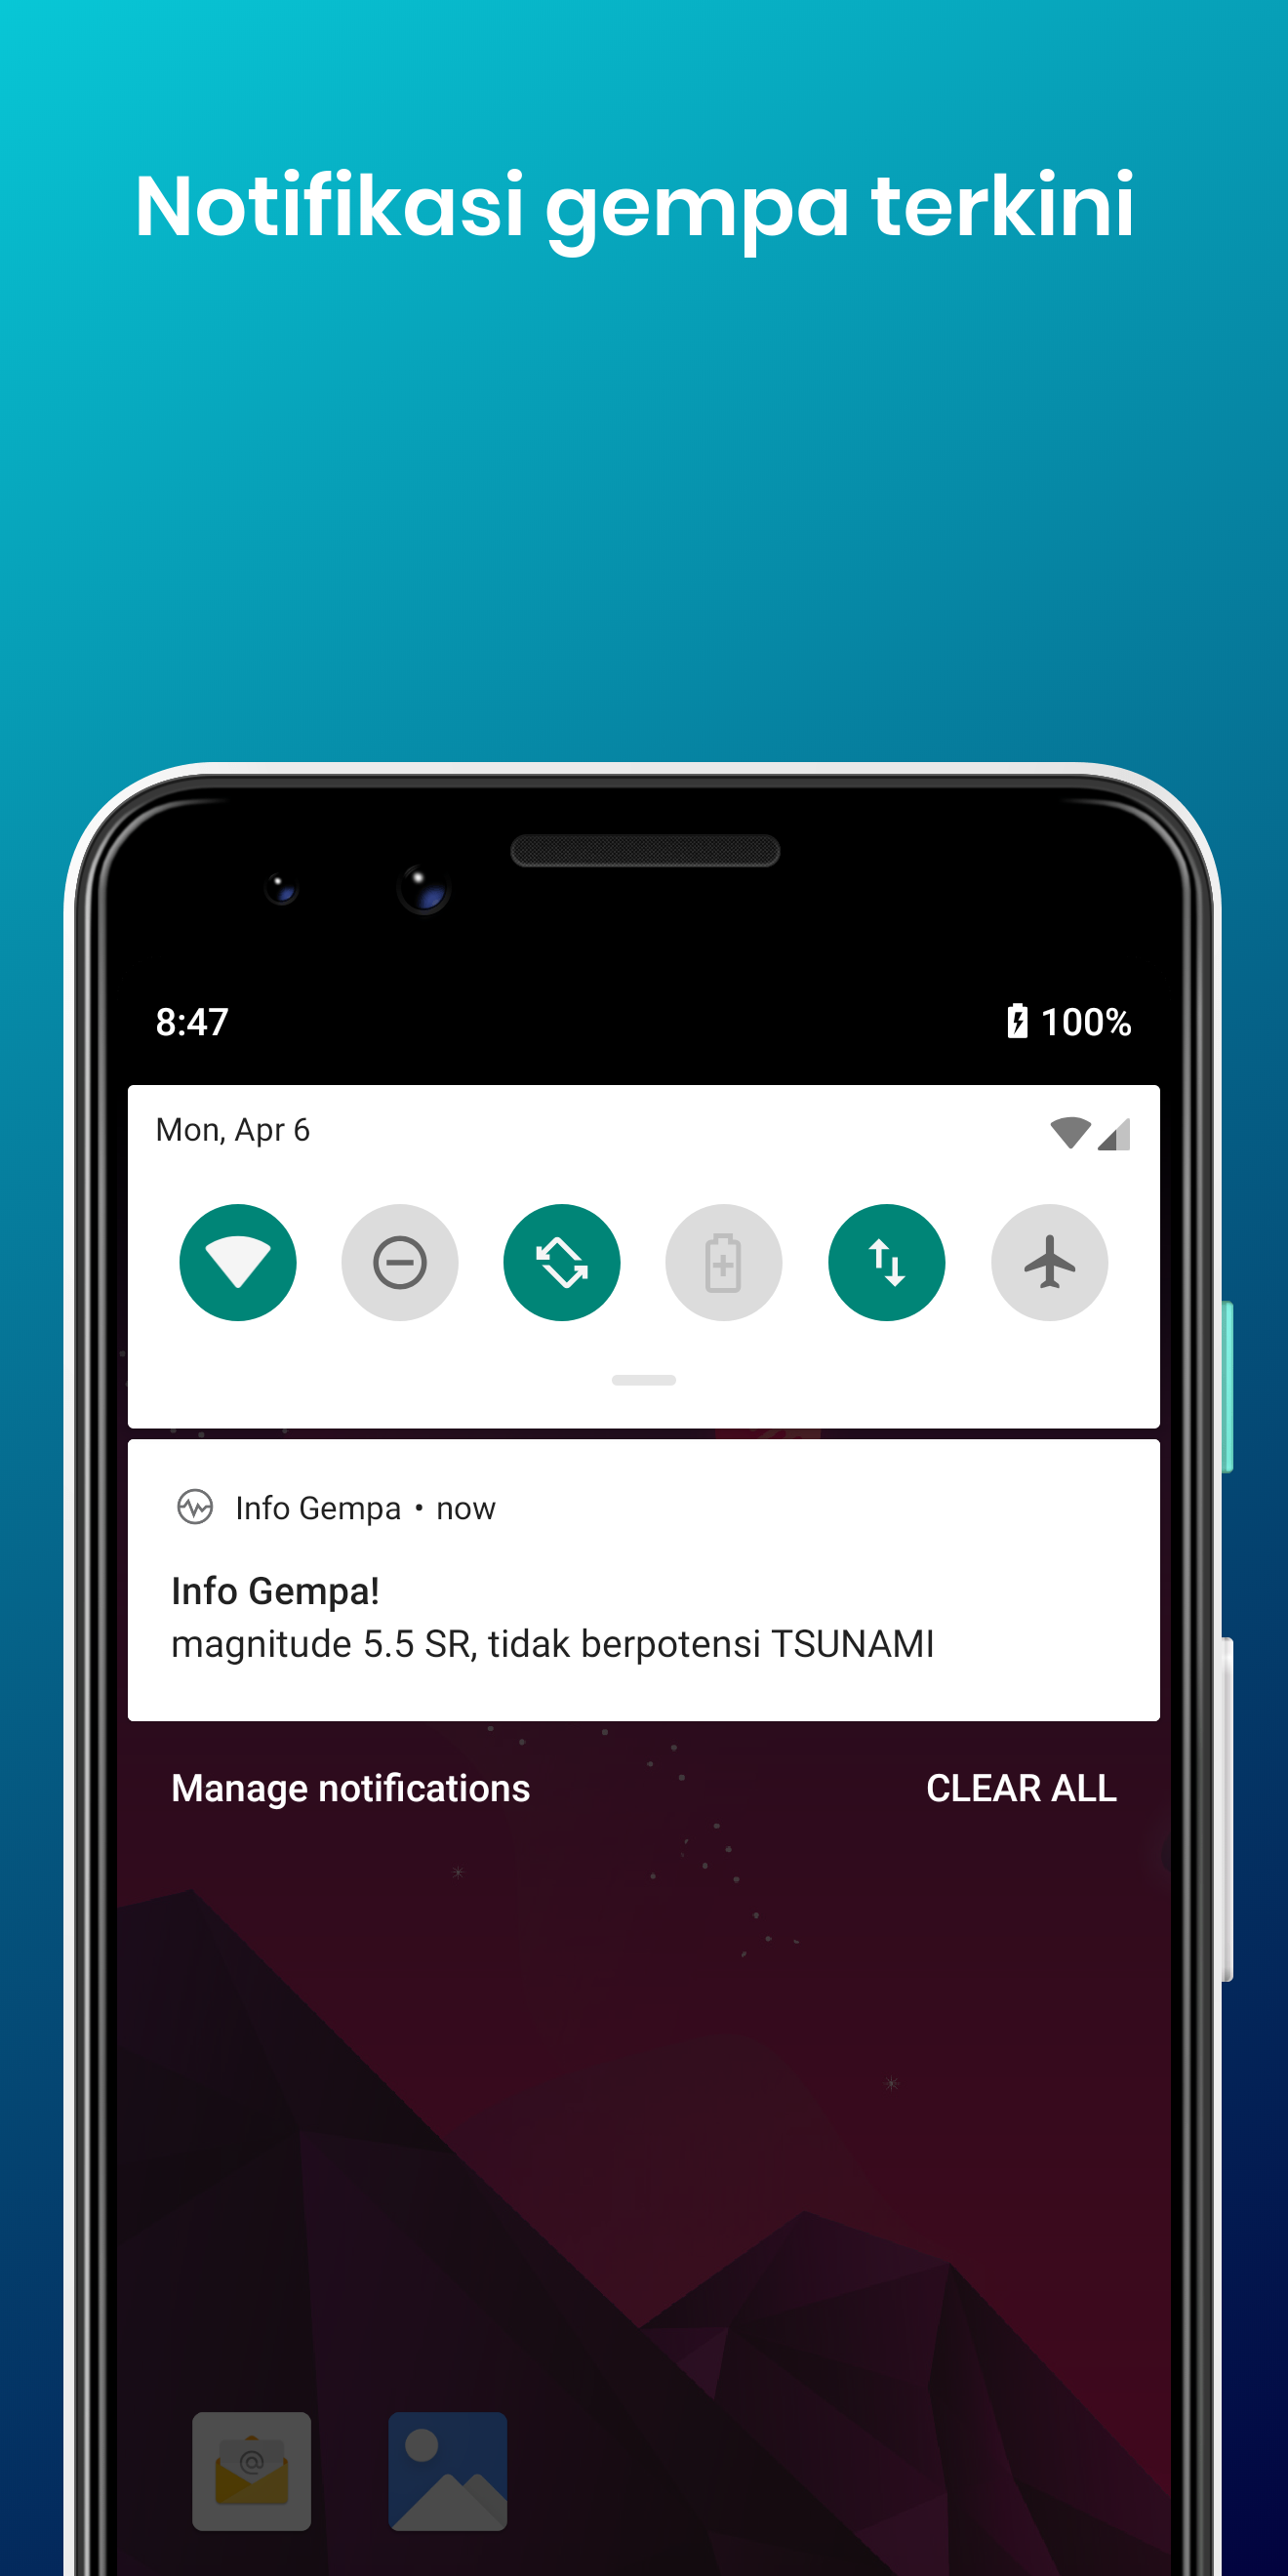 Notifikasi gempa terkini
8:47
100%
Mon, Apr 6
Info Gempa • now
Info Gempa!
magnitude 5.5 SR, tidak berpotensi TSUNAMI
Manage notifications
CLEAR ALL
@